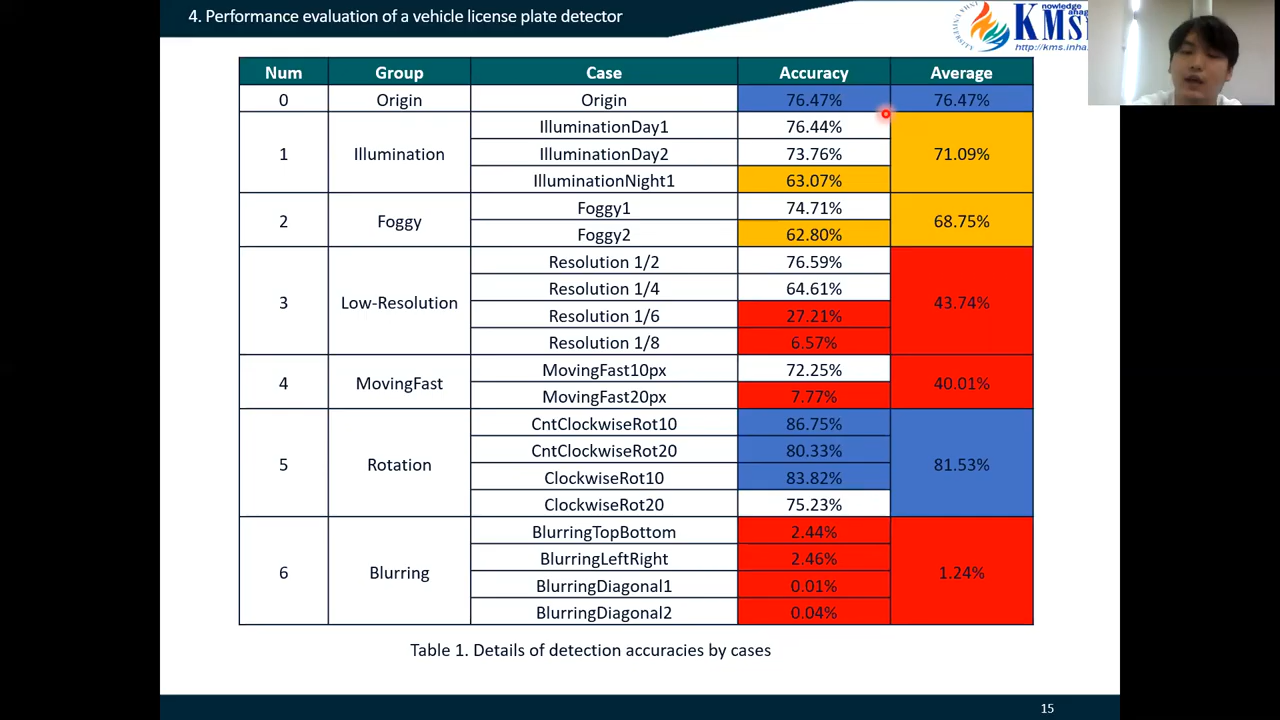 4. Performance evaluation of a vehicle license plate detector
KMS
nowledge
http://kms.inha.
Num Group Case Accuracy Average
0 Origin Origin 76.47% 76.47%
1 Illumination IlluminationDay1 76.44% 71.09%
IlluminationDay2 73.76%
IlluminationNight1 63.07%
2 Foggy Foggy1 74.71% 68.75%
Foggy2 62.80%
3 Low-Resolution Resolution 1/2 76.59% 43.74%
Resolution 1/4 64.61%
Resolution 1/6 27.21%
Resolution 1/8 6.57%
4 MovingFast MovingFast10px 72.25% 40.01%
MovingFast20px 7.77%
5 Rotation CntClockwiseRot10 86.75% 81.53%
CntClockwiseRot20 80.33%
ClockwiseRot10 83.82%
ClockwiseRot20 75.23%
6 Blurring BlurringTopBottom 2.44% 1.24%
BlurringLeftRight 2.46%
BlurringDiagonal1 0.01%
BlurringDiagonal2 0.04%
Table 1. Details of detection accuracies by cases
15